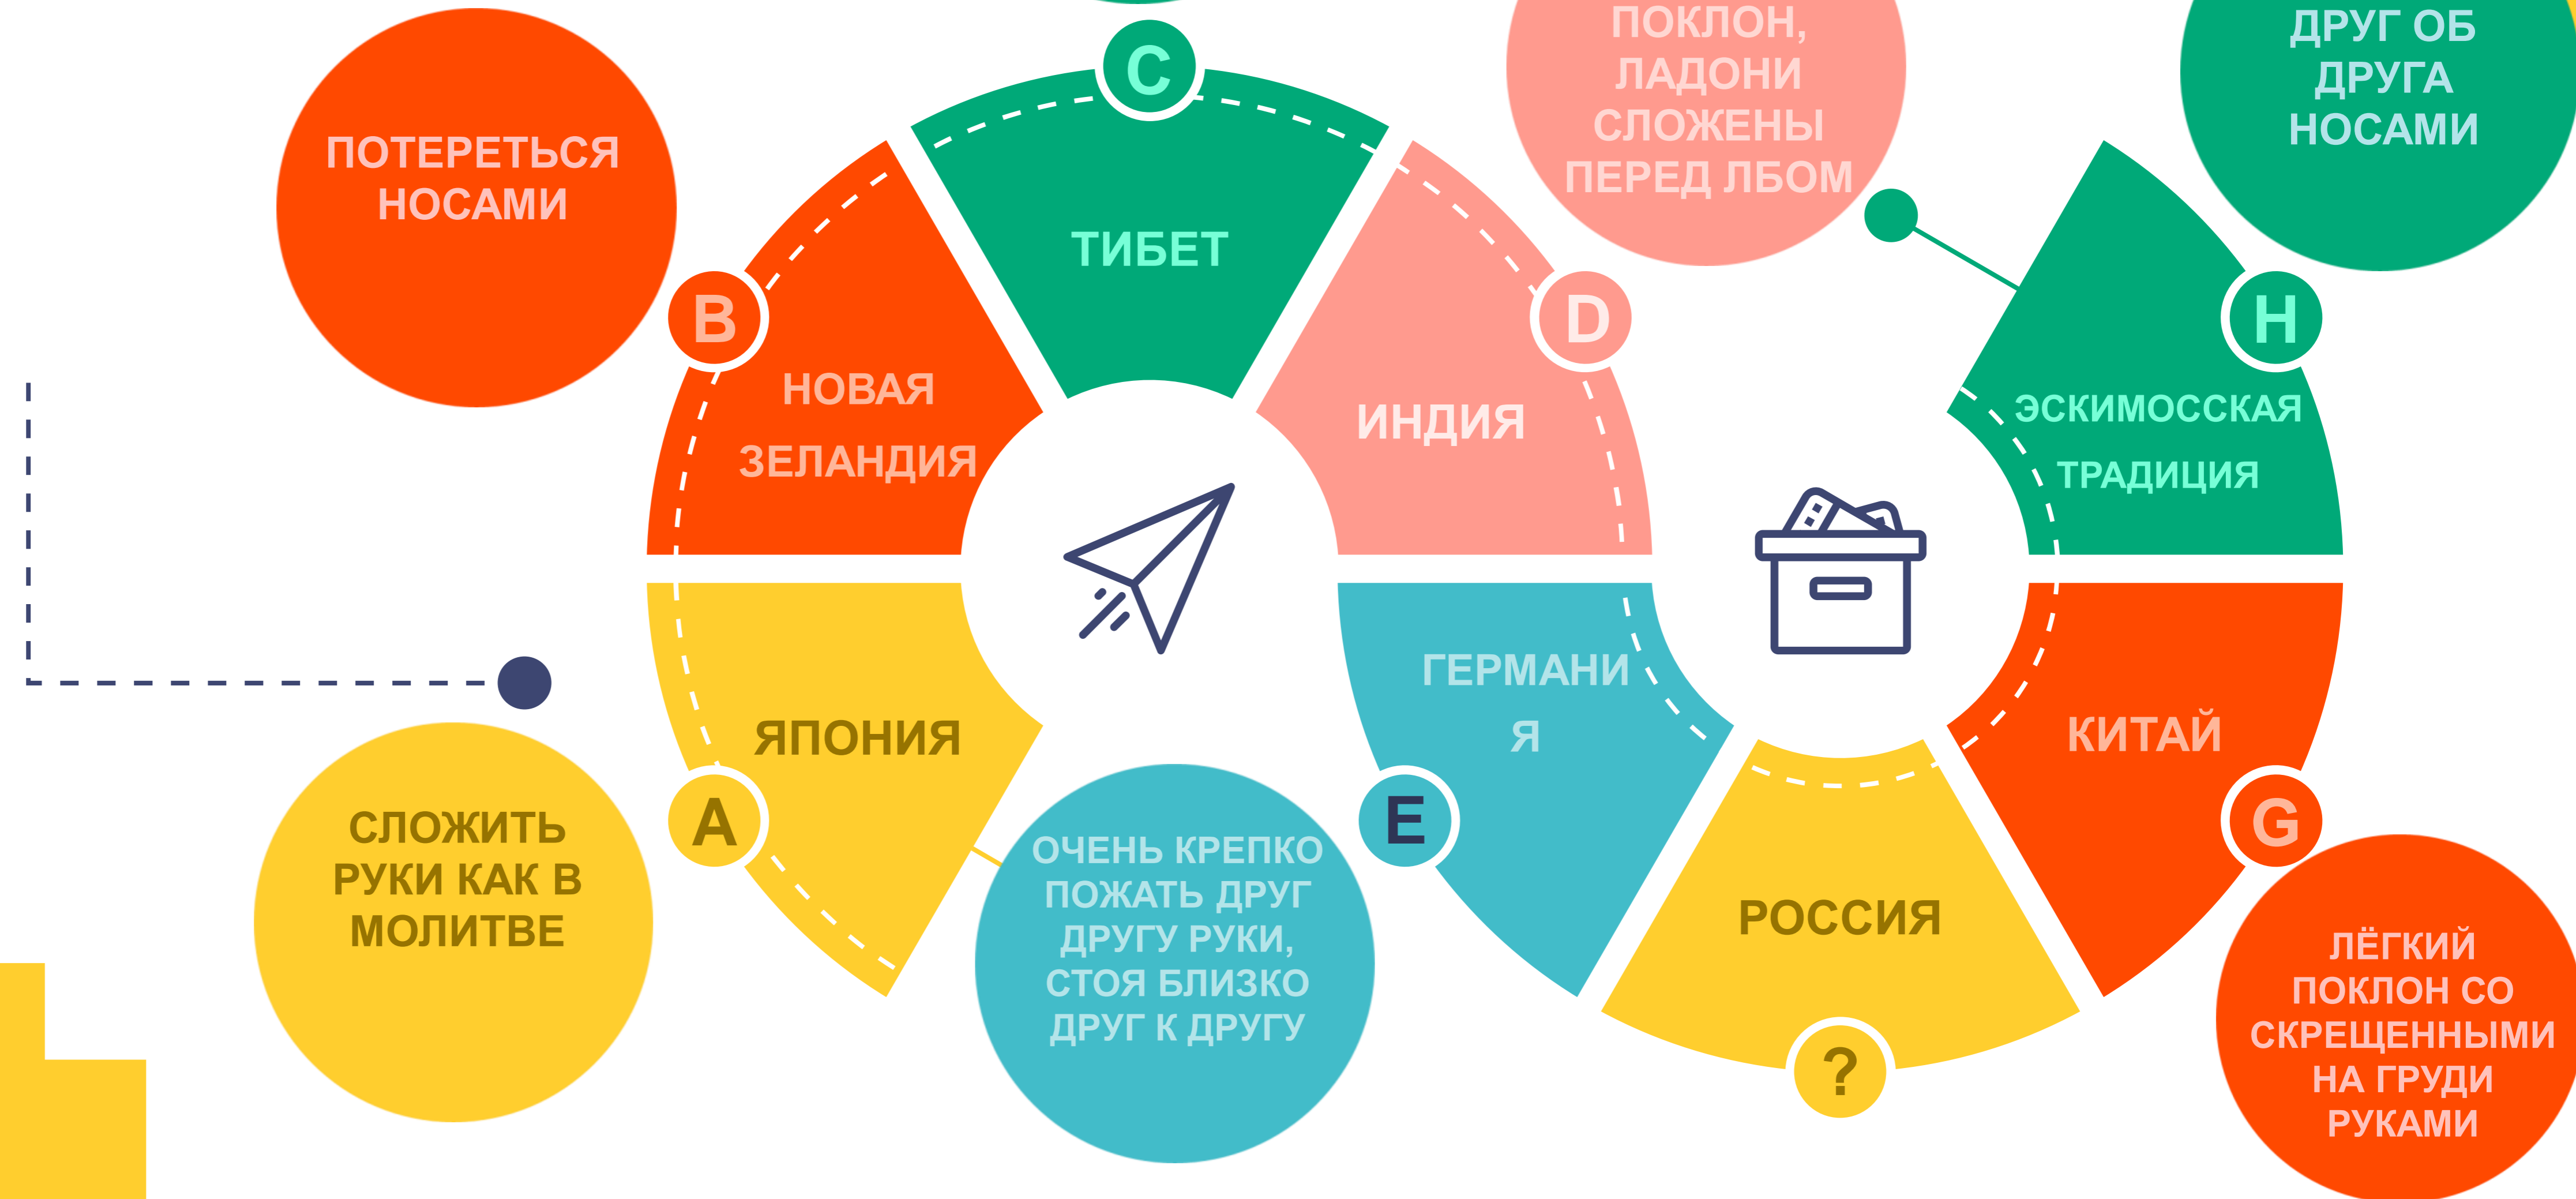 ПОТЕРЕТЬСЯ
НОСАМИ
C
ТИБЕТ
ПОКЛОН,
ЛАДОНИ
СЛОЖЕНЫ
ПЕРЕД ЛБОМ
ДРУГ ОБ
ДРУГА
НОСАМИ
B
НОВАЯ
ЗЕЛАНДИЯ
D
ИНДИЯ
H
ЭСКИМОССКАЯ
ТРАДИЦИЯ
A
ЯПОНИЯ
СЛОЖИТЬ
РУКИ КАК В
МОЛИТВЕ
ОЧЕНЬ КРЕПКО
ПОЖАТЬ ДРУГ
ДРУГУ РУКИ,
СТОЯ БЛИЗКО
ДРУГ К ДРУГУ
E
ГЕРМАНИ
Я
РОССИЯ
?
КИТАЙ
G
ЛЁГКИЙ
ПОКЛОН СО
СКРЕЩЕННЫМИ
НА ГРУДИ
РУКАМИ